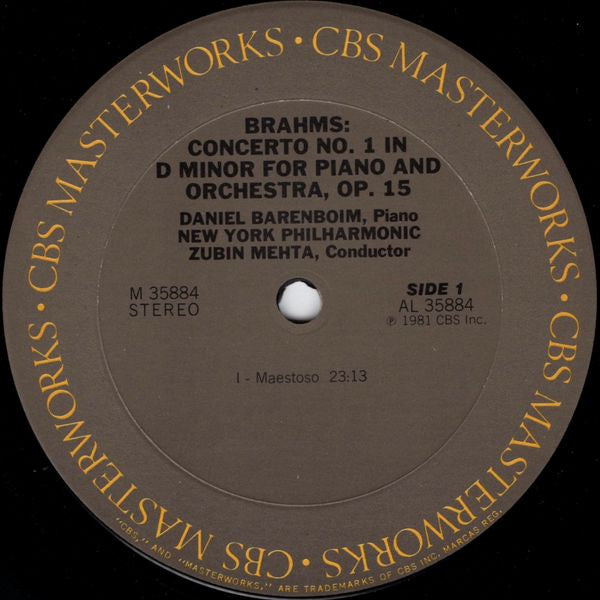 CBS MASTERWORKS · CBS MASTERWORKS · CBS MASTERWORKS · CBS MASTERWORKS ·
BRAHMS:
CONCERTO NO. 1 IN
D MINOR FOR PIANO AND
ORCHESTRA, OP. 15
DANIEL BARENBOIM, Piano
NEW YORK PHILHARMONIC
ZUBIN MEHTA, Conductor
M 35884
STEREO
SIDE 1
AL 35884
℗ 1981 CBS Inc.
I - Maestoso 23:13
"CBS," AND "MASTERWORKS," ARE TRADEMARKS OF CBS INC. MARCAS REG.